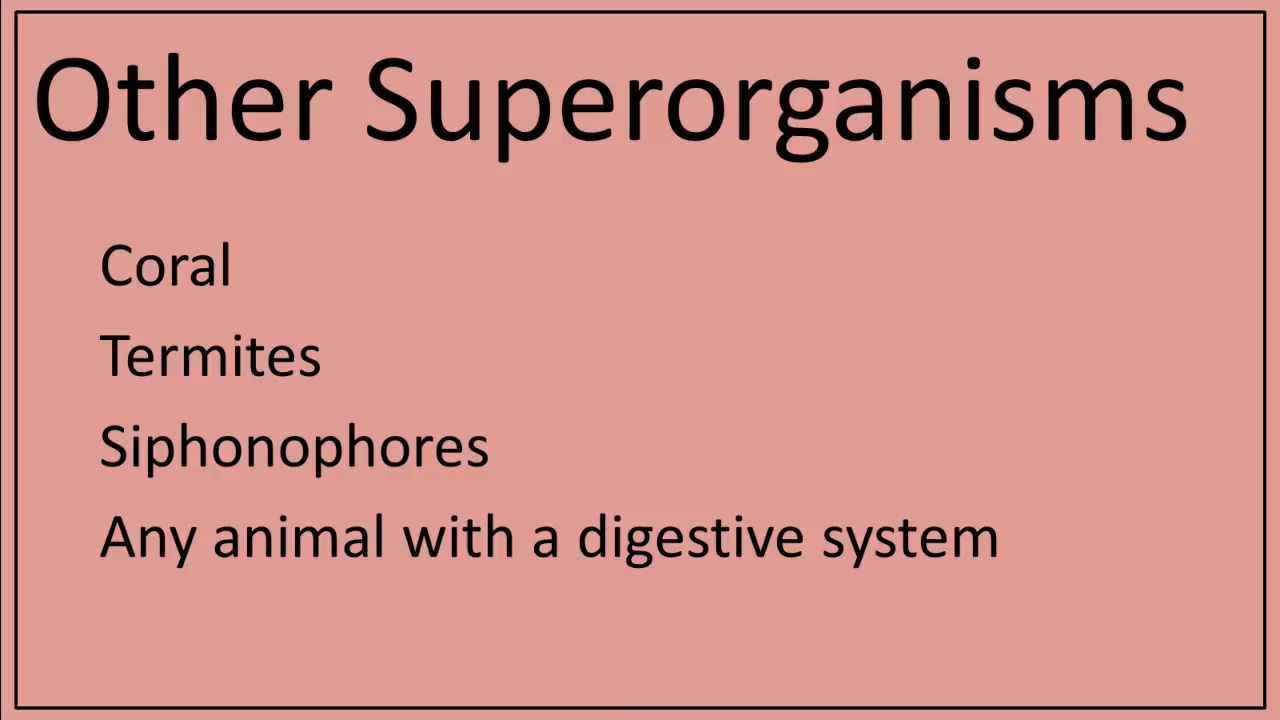 Other Superorganisms
Coral
Termites
Siphonophores
Any animal with a digestive system